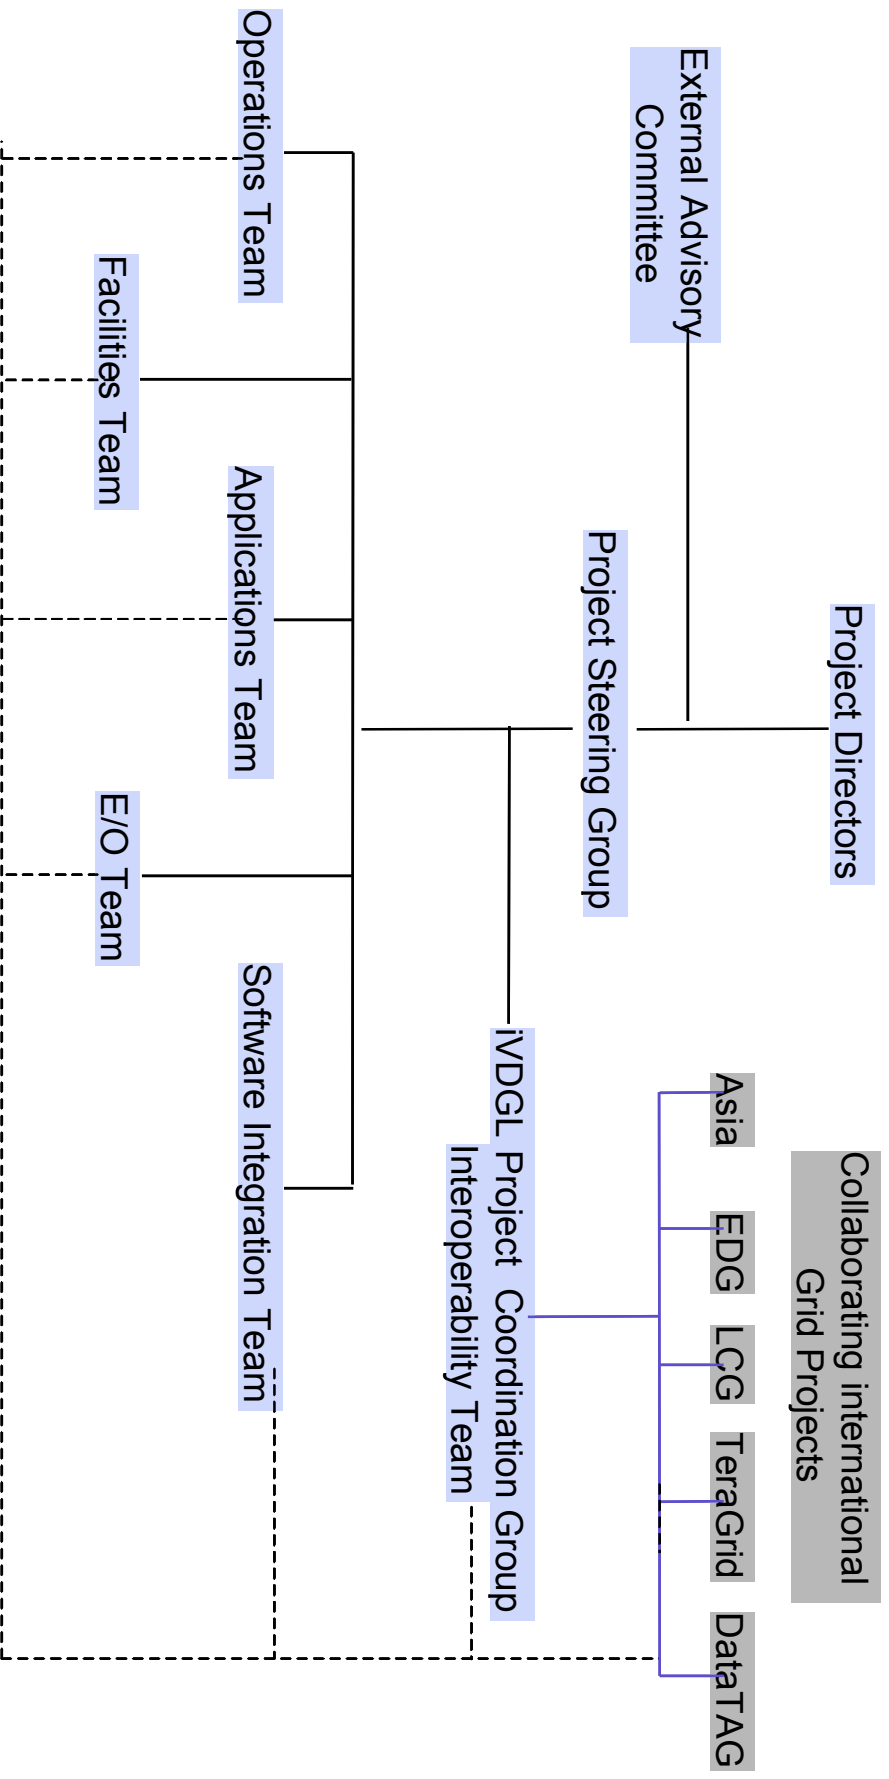 Project Directors
Collaborating international
Grid Projects
External Advisory
Committee
Asia
EDG
LCG
TeraGrid
DataTAG
Project Steering Group
iVDGL Project Coordination Group
Interoperability Team
Operations Team
Applications Team
Software Integration Team
Facilities Team
E/O Team